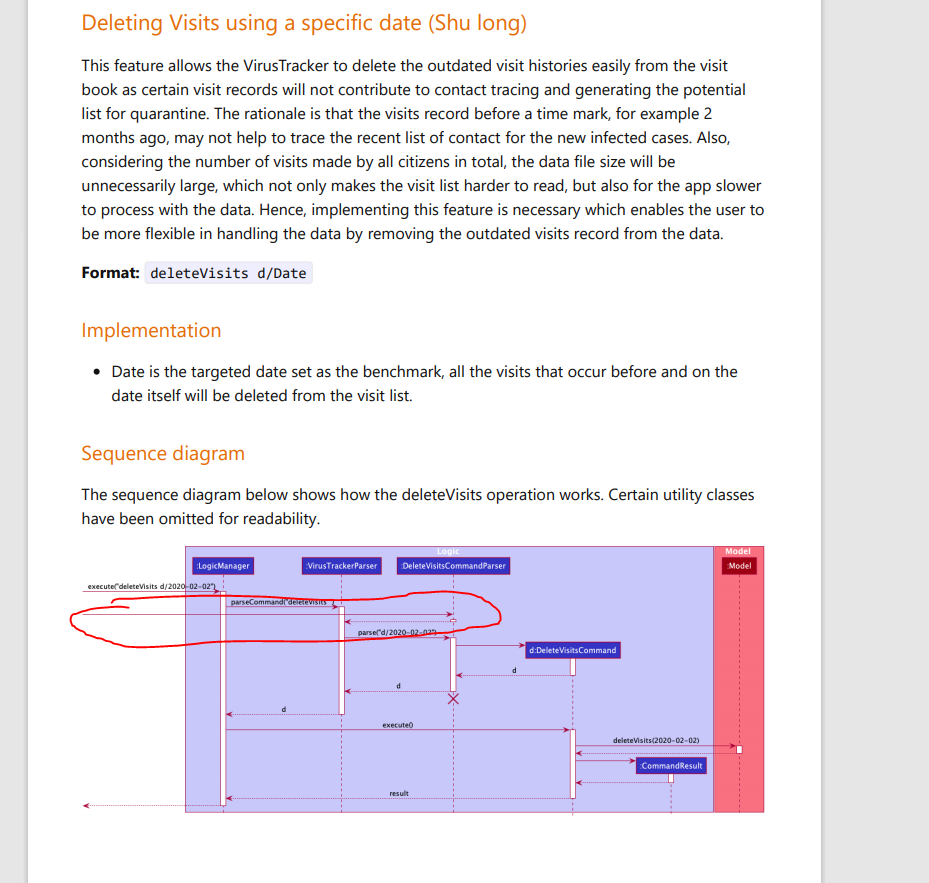 Deleting Visits using a specific date (Shu long)
This feature allows the VirusTracker to delete the outdated visit histories easily from the visit
book as certain visit records will not contribute to contact tracing and generating the potential
list for quarantine. The rationale is that the visits record before a time mark, for example 2
months ago, may not help to trace the recent list of contact for the new infected cases. Also,
considering the number of visits made by all citizens in total, the data file size will be
unnecessarily large, which not only makes the visit list harder to read, but also for the app slower
to process with the data. Hence, implementing this feature is necessary which enables the user to
be more flexible in handling the data by removing the outdated visits record from the data.
Format: deleteVisits d/Date
Implementation
• Date is the targeted date set as the benchmark, all the visits that occur before and on the
date itself will be deleted from the visit list.
Sequence diagram
The sequence diagram below shows how the deleteVisits operation works. Certain utility classes
have been omitted for readability.
Logic
Model
:LogicManager
:VirusTrackerParser
:DeleteVisitsCommandParser
:Model
execute("deleteVisits d/2020-02-02")
parseCommand("deleteVisits
parse("d/2020-02-02")
d:DeleteVisitsCommand
d
d
d
execute()
deleteVisits(2020-02-02)
:CommandResult
result